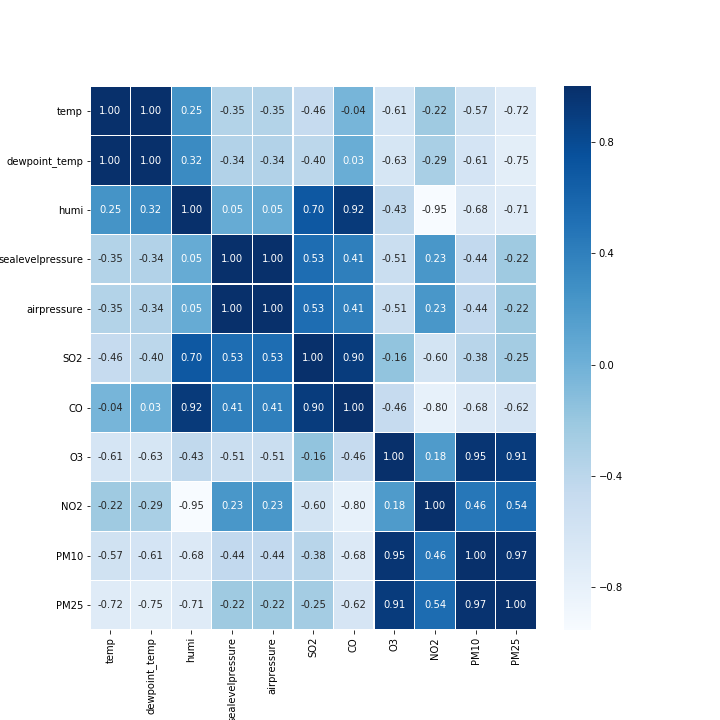 temp 1.00 1.00 0.25 -0.35 -0.35 -0.46 -0.04 -0.61 -0.22 -0.57 -0.72
dewpoint_temp 1.00 1.00 0.32 -0.34 -0.34 -0.40 0.03 -0.63 -0.29 -0.61 -0.75
humi 0.25 0.32 1.00 0.05 0.05 0.70 0.92 -0.43 -0.95 -0.68 -0.71
sealevelpressure -0.35 -0.34 0.05 1.00 1.00 0.53 0.41 -0.51 0.23 -0.44 -0.22
airpressure -0.35 -0.34 0.05 1.00 1.00 0.53 0.41 -0.51 0.23 -0.44 -0.22
SO2 -0.46 -0.40 0.70 0.53 0.53 1.00 0.90 -0.16 -0.60 -0.38 -0.25
CO -0.04 0.03 0.92 0.41 0.41 0.90 1.00 -0.46 -0.80 -0.68 -0.62
O3 -0.61 -0.63 -0.43 -0.51 -0.51 -0.16 -0.46 1.00 0.18 0.95 0.91
NO2 -0.22 -0.29 -0.95 0.23 0.23 -0.60 -0.80 0.18 1.00 0.46 0.54
PM10 -0.57 -0.61 -0.68 -0.44 -0.44 -0.38 -0.68 0.95 0.46 1.00 0.97
PM25 -0.72 -0.75 -0.71 -0.22 -0.22 -0.25 -0.62 0.91 0.54 0.97 1.00
temp dewpoint_temp humi sealevelpressure airpressure SO2 CO O3 NO2 PM10 PM25
0.8
0.4
0.0
−0.4
−0.8